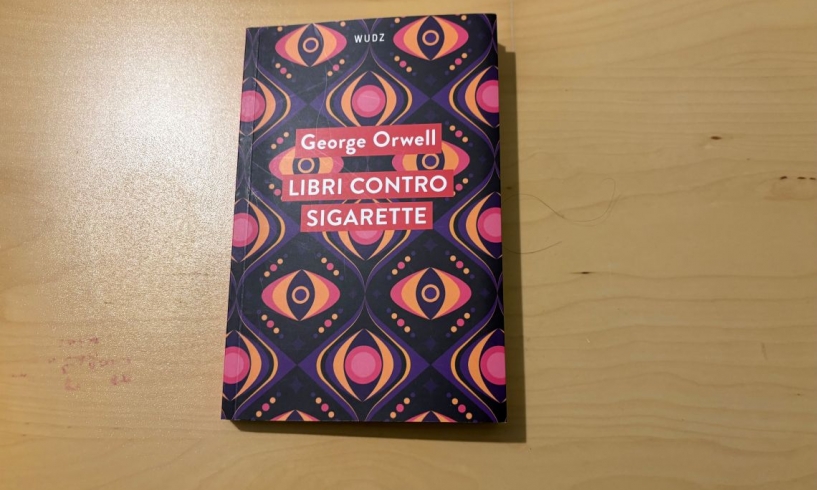 WUDZ
George Orwell
LIBRI CONTRO
SIGARETTE